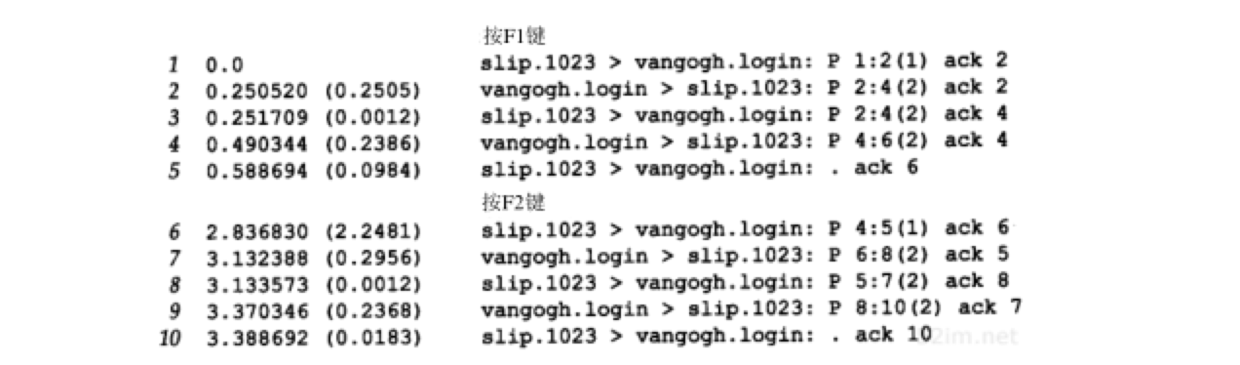 按F1键
1 0.0 slip.1023 > vangogh.login: P 1:2(1) ack 2
2 0.250520 (0.2505) vangogh.login > slip.1023: P 2:4(2) ack 2
3 0.251709 (0.0012) slip.1023 > vangogh.login: P 2:4(2) ack 4
4 0.490344 (0.2386) vangogh.login > slip.1023: P 4:6(2) ack 4
5 0.588694 (0.0984) slip.1023 > vangogh.login: . ack 6
按F2键
6 2.836830 (2.2481) slip.1023 > vangogh.login: P 4:5(1) ack 6
7 3.132388 (0.2956) vangogh.login > slip.1023: P 6:8(2) ack 5
8 3.133573 (0.0012) slip.1023 > vangogh.login: P 5:7(2) ack 8
9 3.370346 (0.2368) vangogh.login > slip.1023: P 8:10(2) ack 7
10 3.388692 (0.0183) slip.1023 > vangogh.login: . ack 10